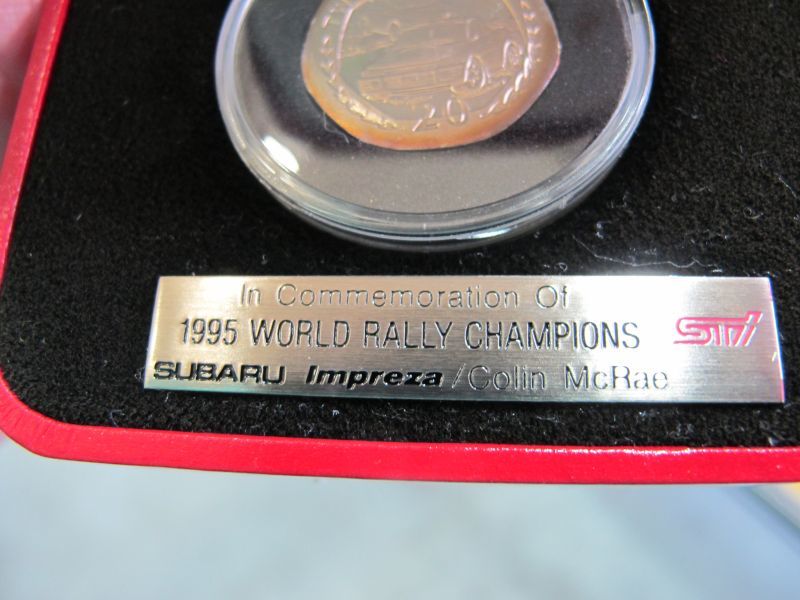 20
In Commemoration Of
1995 WORLD RALLY CHAMPIONS STi
SUBARU Impreza / Colin McRae